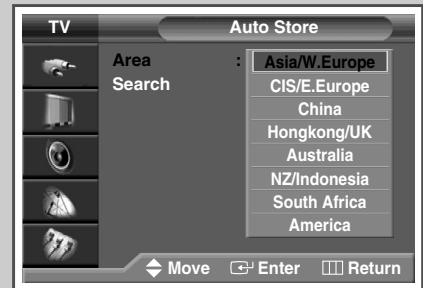 TV Auto Store
Area : Asia/W.Europe
Search CIS/E.Europe
China
Hongkong/UK
Australia
NZ/Indonesia
South Africa
America
Move Enter Return